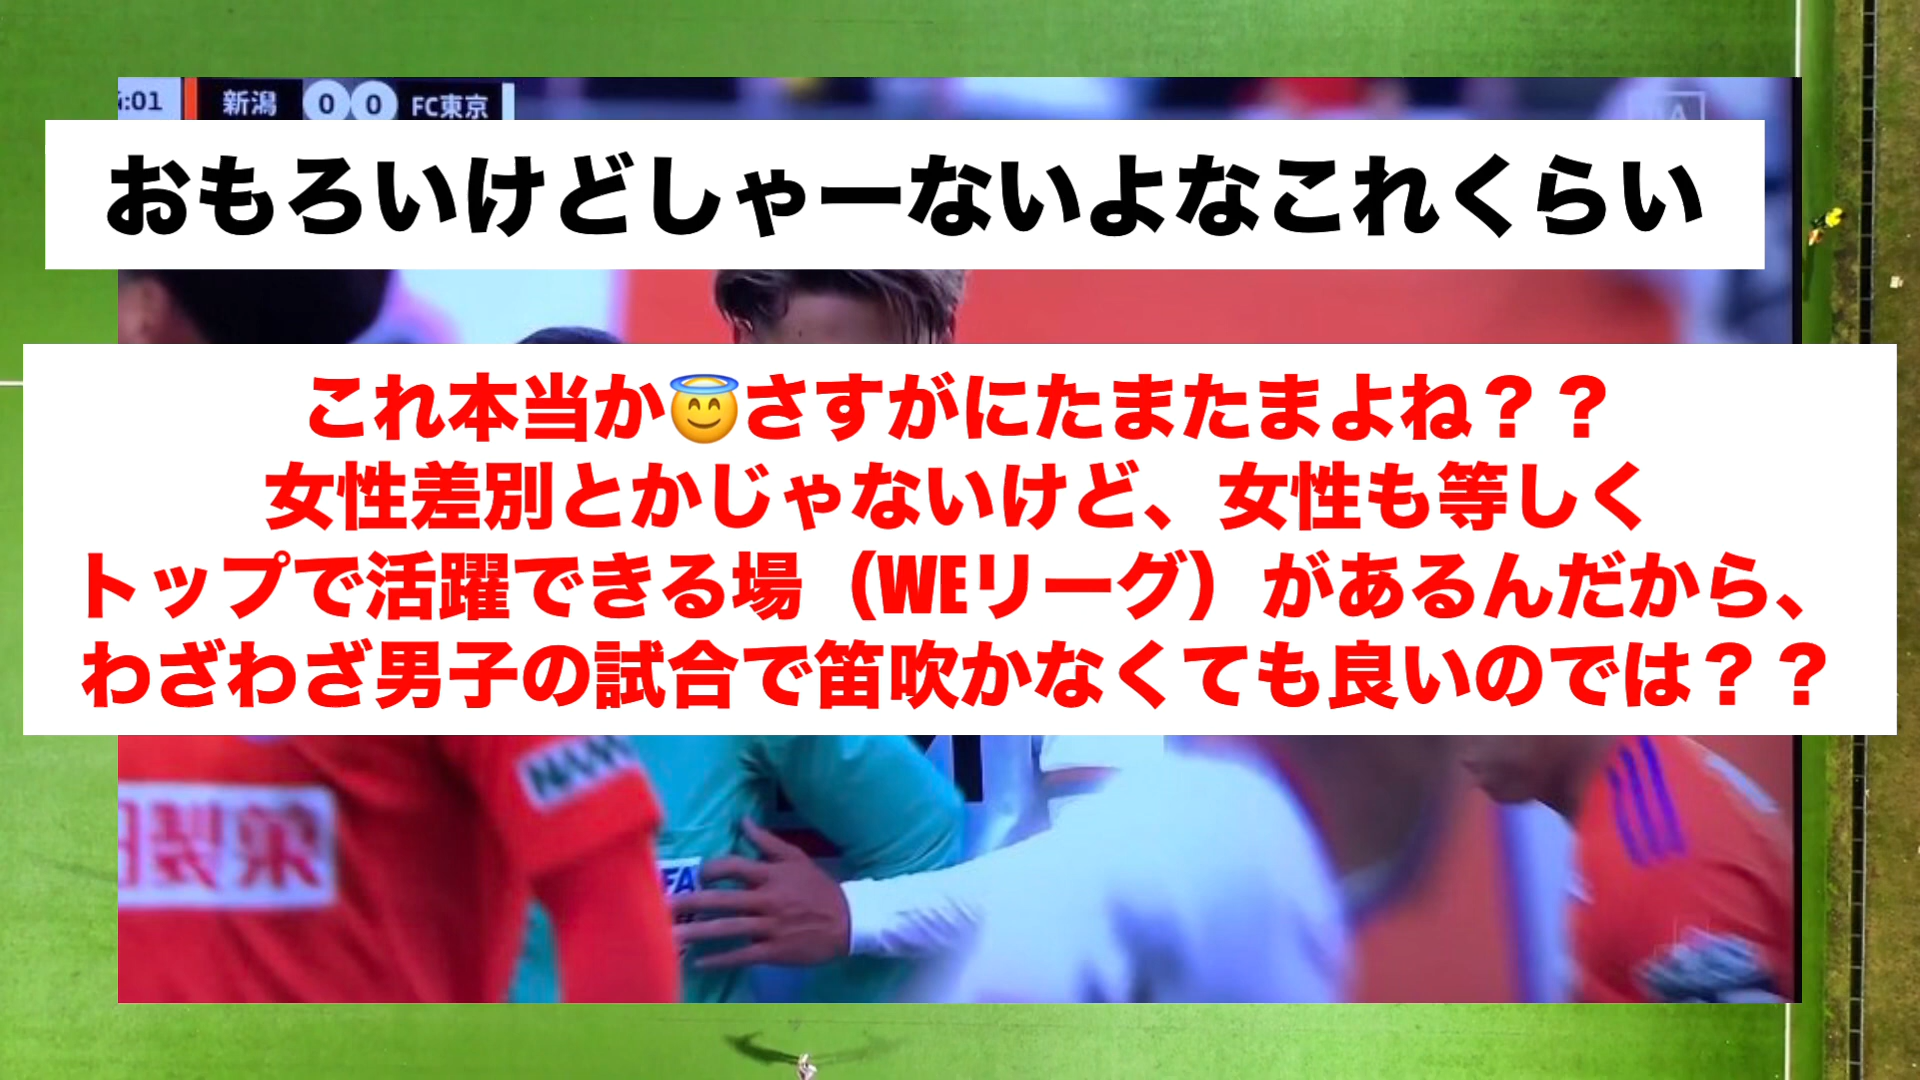 :01 新潟 0 0 FC東京
おもろいけどしゃーないよなこれくらい
これ本当か😇さすがにたまたまよね？？
女性差別とかじゃないけど、女性も等しく
トップで活躍できる場（WEリーグ）があるんだから、
わざわざ男子の試合で笛吹かなくても良いのでは？？
製菓
FA